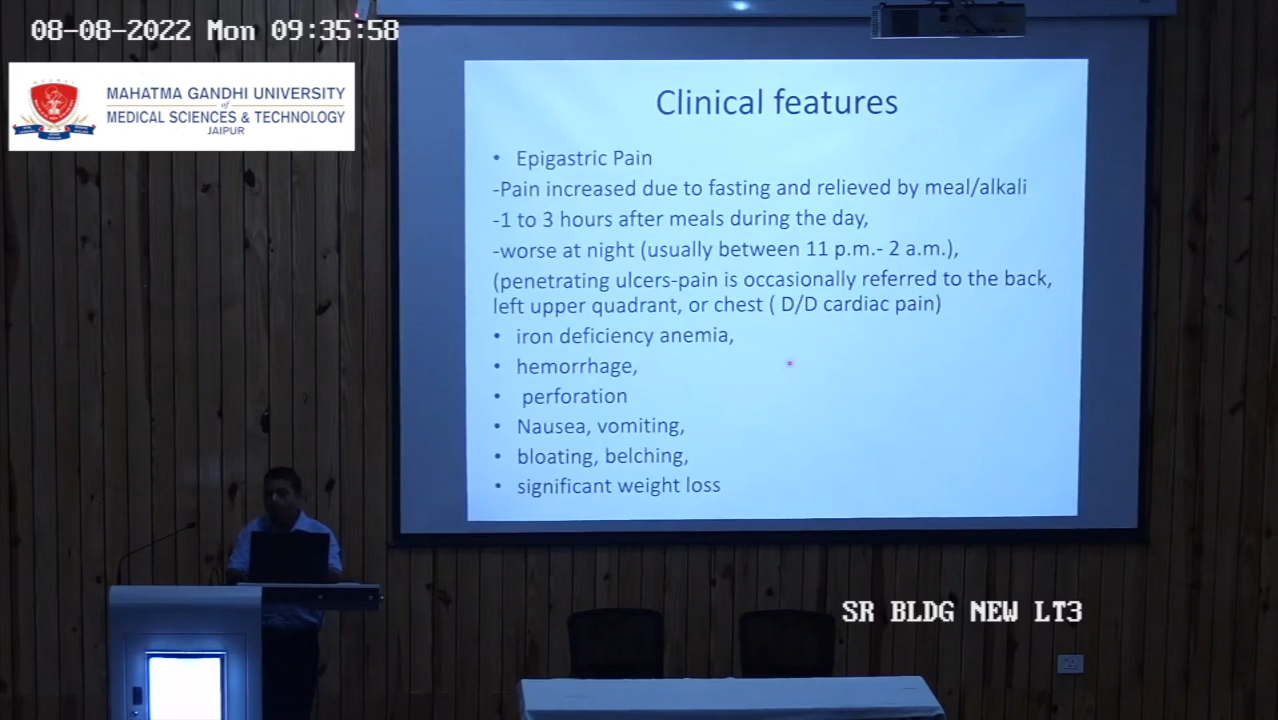 08-08-2022 Mon 09:35:58
MAHATMA GANDHI UNIVERSITY
of
MEDICAL SCIENCES & TECHNOLOGY
JAIPUR
Clinical features
• Epigastric Pain
-Pain increased due to fasting and relieved by meal/alkali
-1 to 3 hours after meals during the day,
-worse at night (usually between 11 p.m.- 2 a.m.),
(penetrating ulcers-pain is occasionally referred to the back,
left upper quadrant, or chest ( D/D cardiac pain)
• iron deficiency anemia,
• hemorrhage,
• perforation
• Nausea, vomiting,
• bloating, belching,
• significant weight loss
SR BLDG NEW LT3